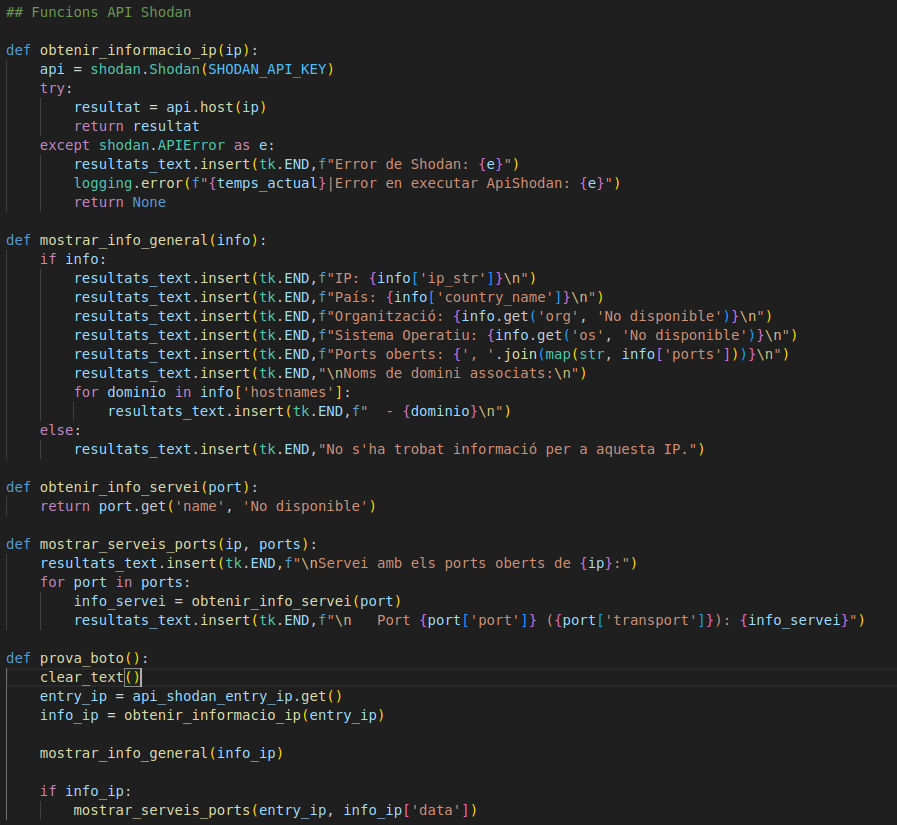 ## Funcions API Shodan

def obtenir_informacio_ip(ip):
    api = shodan.Shodan(SHODAN_API_KEY)
    try:
        resultat = api.host(ip)
        return resultat
    except shodan.APIError as e:
        resultats_text.insert(tk.END,f"Error de Shodan: {e}")
        logging.error(f"{temps_actual}|Error en executar ApiShodan: {e}")
        return None

def mostrar_info_general(info):
    if info:
        resultats_text.insert(tk.END,f"IP: {info['ip_str']}\n")
        resultats_text.insert(tk.END,f"País: {info['country_name']}\n")
        resultats_text.insert(tk.END,f"Organització: {info.get('org', 'No disponible')}\n")
        resultats_text.insert(tk.END,f"Sistema Operatiu: {info.get('os', 'No disponible')}\n")
        resultats_text.insert(tk.END,f"Ports oberts: {', '.join(map(str, info['ports']))}\n")
        resultats_text.insert(tk.END,"\nNoms de domini associats:\n")
        for dominio in info['hostnames']:
            resultats_text.insert(tk.END,f"  - {dominio}\n")
    else:
        resultats_text.insert(tk.END,"No s'ha trobat informació per a aquesta IP.")

def obtenir_info_servei(port):
    return port.get('name', 'No disponible')

def mostrar_serveis_ports(ip, ports):
    resultats_text.insert(tk.END,f"\nServei amb els ports oberts de {ip}:")
    for port in ports:
        info_servei = obtenir_info_servei(port)
        resultats_text.insert(tk.END,f"\n   Port {port['port']} ({port['transport']}): {info_servei}")

def prova_boto():
    clear_text()
    entry_ip = api_shodan_entry_ip.get()
    info_ip = obtenir_informacio_ip(entry_ip)

    mostrar_info_general(info_ip)

    if info_ip:
        mostrar_serveis_ports(entry_ip, info_ip['data'])